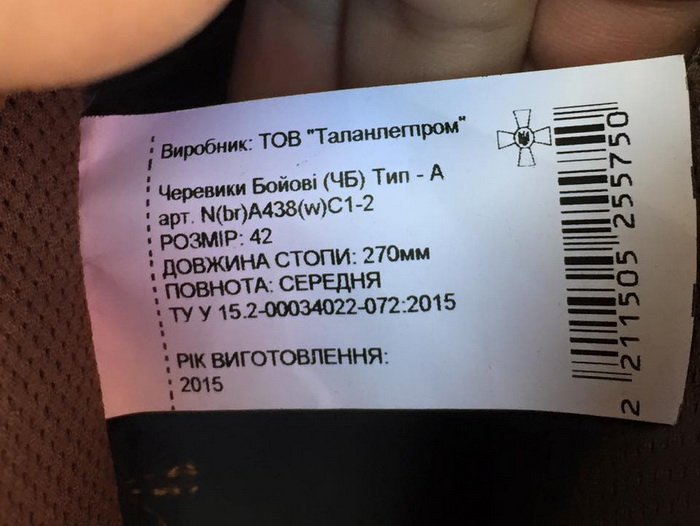 Виробник: ТОВ "Таланлегпром"
Черевики Бойові (ЧБ) Тип - А
арт. N(br)A438(w)C1-2
РОЗМІР: 42
ДОВЖИНА СТОПИ: 270мм
ПОВНОТА: СЕРЕДНЯ
ТУ У 15.2-00034022-072:2015
РІК ВИГОТОВЛЕННЯ:
2015
2 211505 255750